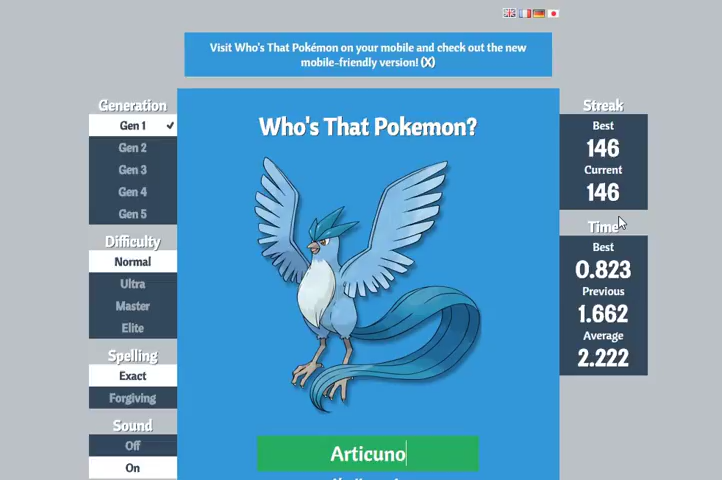 Visit Who's That Pokémon on your mobile and check out the new
mobile-friendly version! (X)
Generation
Gen 1 ✔
Gen 2
Gen 3
Gen 4
Gen 5
Difficulty
Normal
Ultra
Master
Elite
Spelling
Exact
Forgiving
Sound
Off
On
Who's That Pokemon?
Articuno
Streak
Best
146
Current
146
Time
Best
0.823
Previous
1.662
Average
2.222